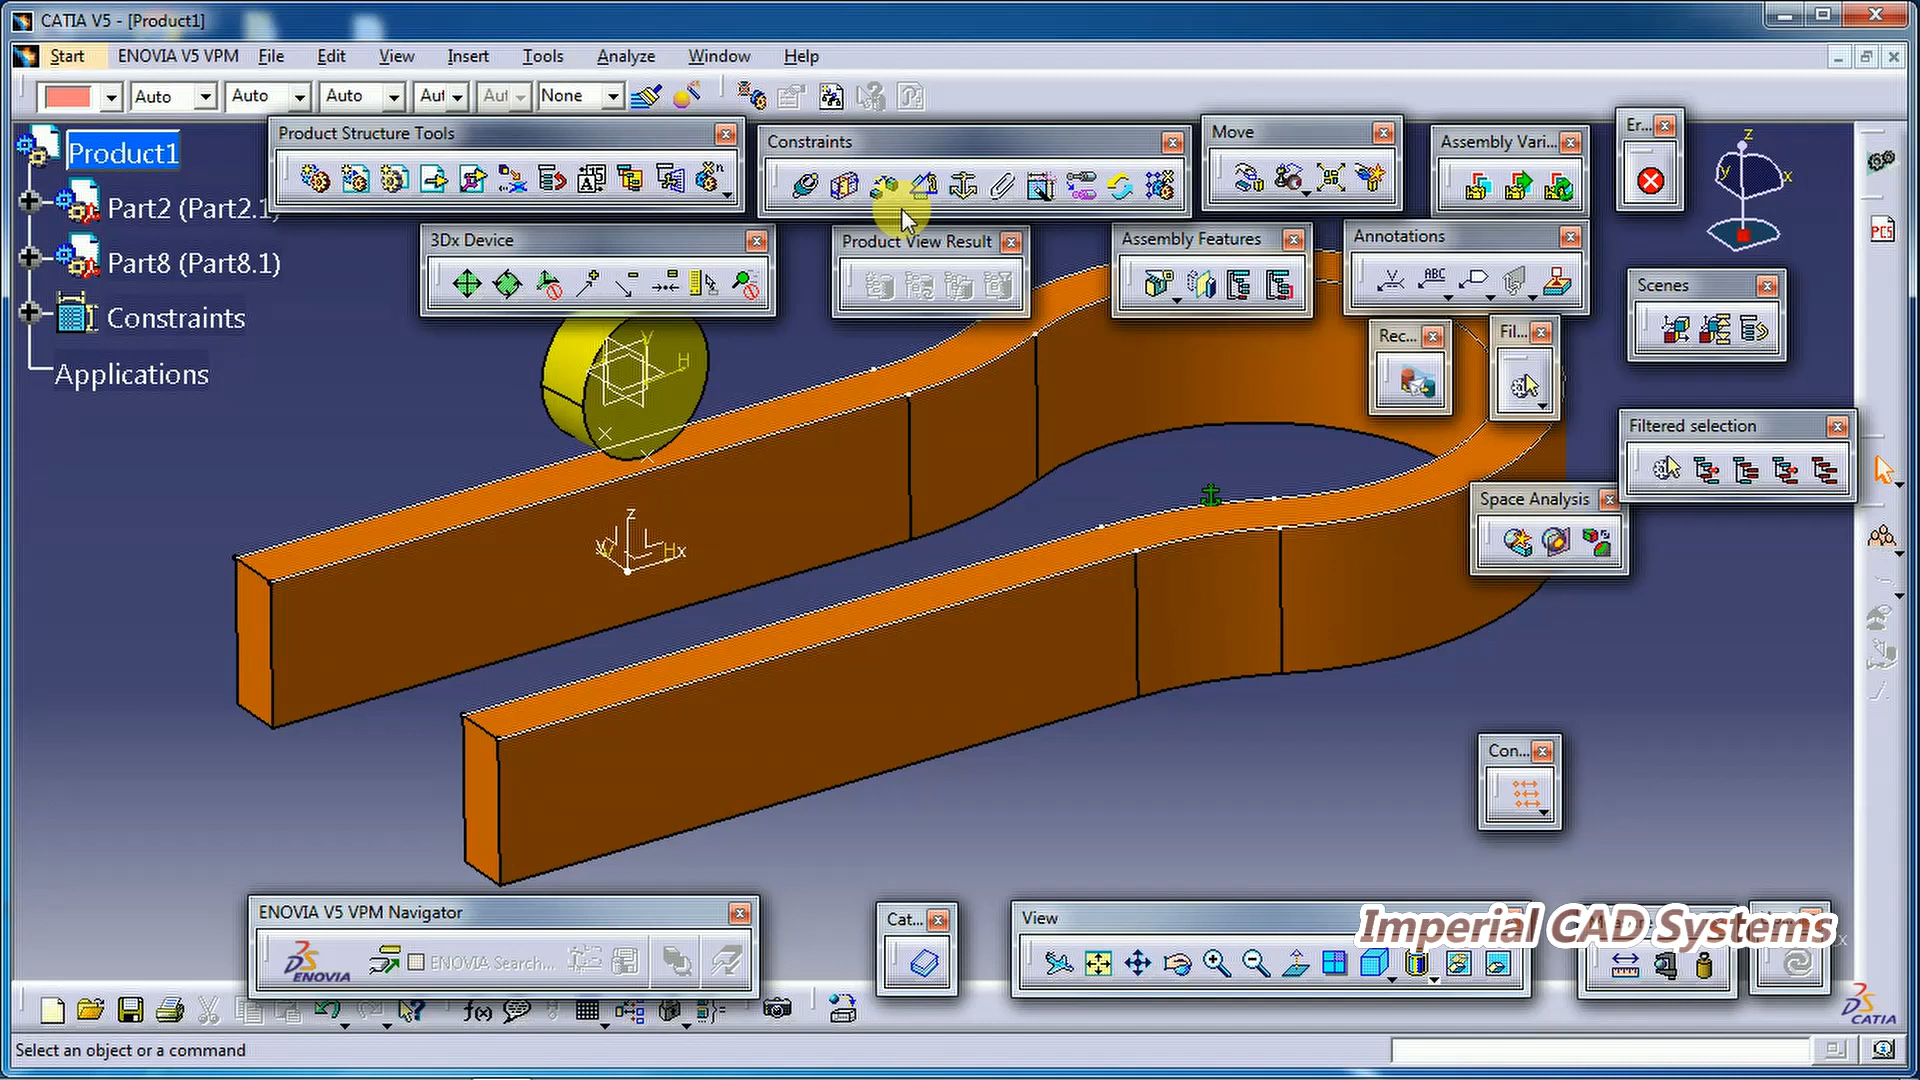 CATIA V5 - [Product1]
Start ENOVIA V5 VPM File Edit View Insert Tools Analyze Window Help
Auto Auto Auto Aut Aut None
Product1
Part2 (Part2.1)
Part8 (Part8.1)
Constraints
Applications
Product Structure Tools
Constraints
Move
Assembly Vari...
Er...
3Dx Device
Product View Result
Assembly Features
Annotations
ABC
Scenes
Rec...
Fil...
Filtered selection
Space Analysis
PCS
z
y
x
V
H
z
V
H x
Con...
ENOVIA V5 VPM Navigator
ENOVIA
ENOVIA Search...
Cat...
View
Imperial CAD Systems
f(x)
CATIA
Select an object or a command